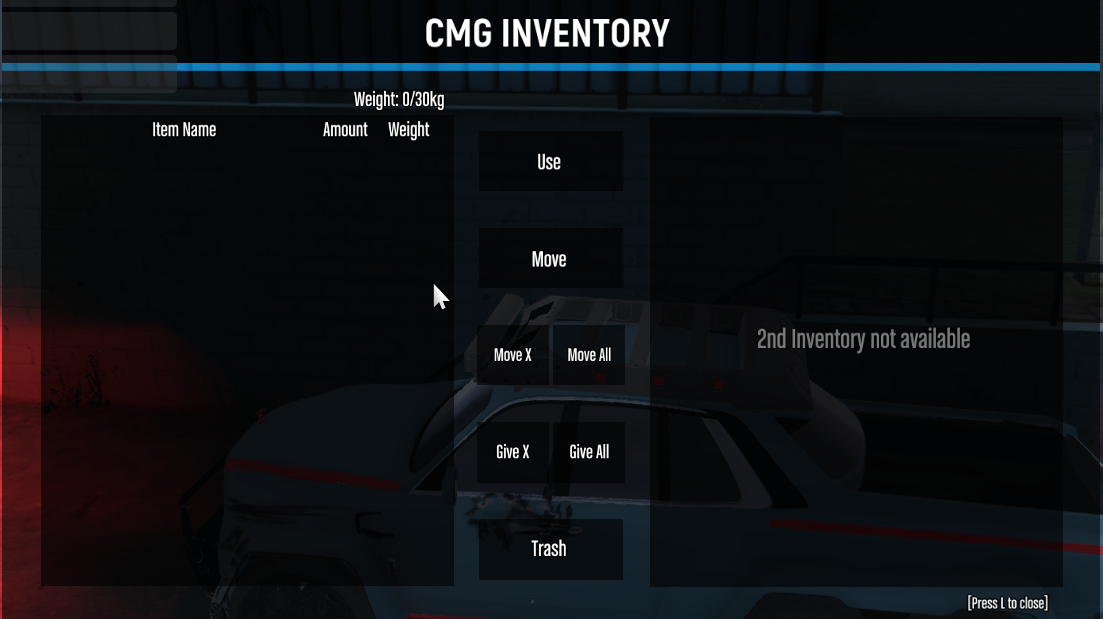 CMG INVENTORY
Weight: 0/30kg
Item Name Amount Weight
Use
Move
Move X Move All
2nd Inventory not available
Give X Give All
Trash
[Press L to close]